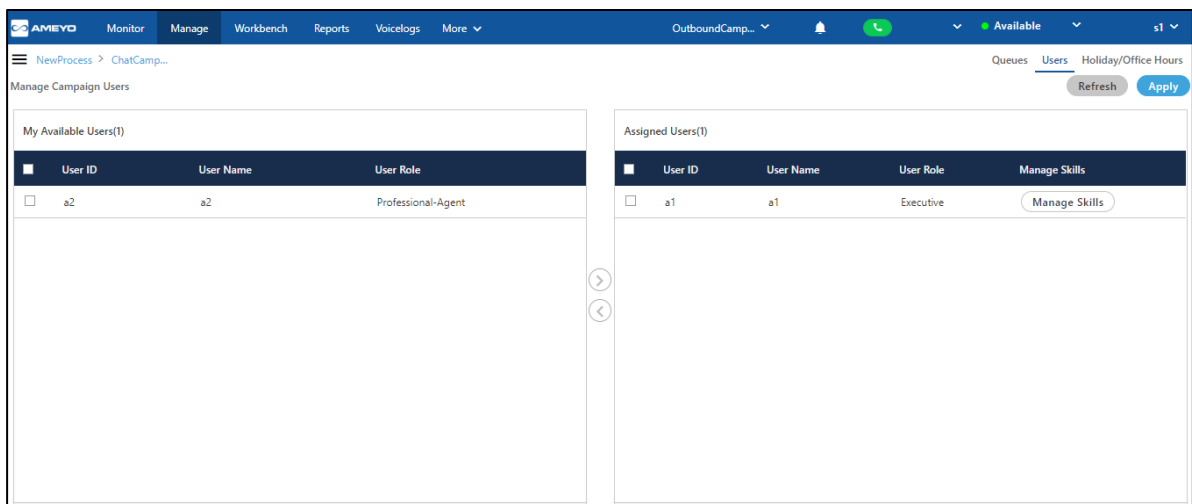 AMEYO Monitor Manage Workbench Reports Voicelogs More OutboundCamp... Available s1
NewProcess > ChatCamp... Queues Users Holiday/Office Hours
Manage Campaign Users Refresh Apply
My Available Users(1) Assigned Users(1)
User ID User Name User Role User ID User Name User Role Manage Skills
a2 a2 Professional-Agent a1 a1 Executive Manage Skills